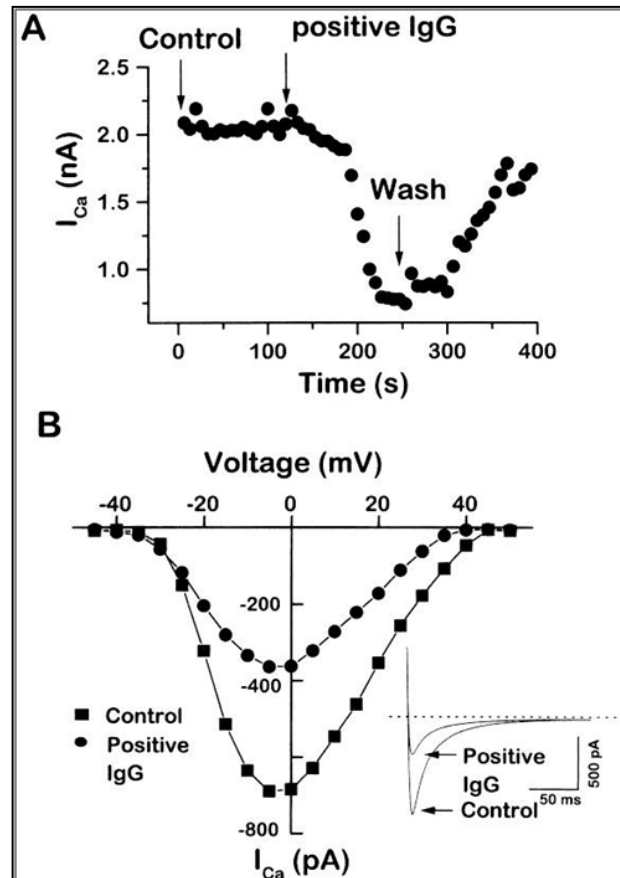 A
Control
positive IgG
2.5
2.0
1.5
1.0
I_Ca (nA)
Wash
0 100 200 300 400
Time (s)
B
Voltage (mV)
-40 -20 0 20 40
-200
-400
-800
I_Ca (pA)
■ Control
● Positive
IgG
Positive
IgG
Control
500 pA
50 ms